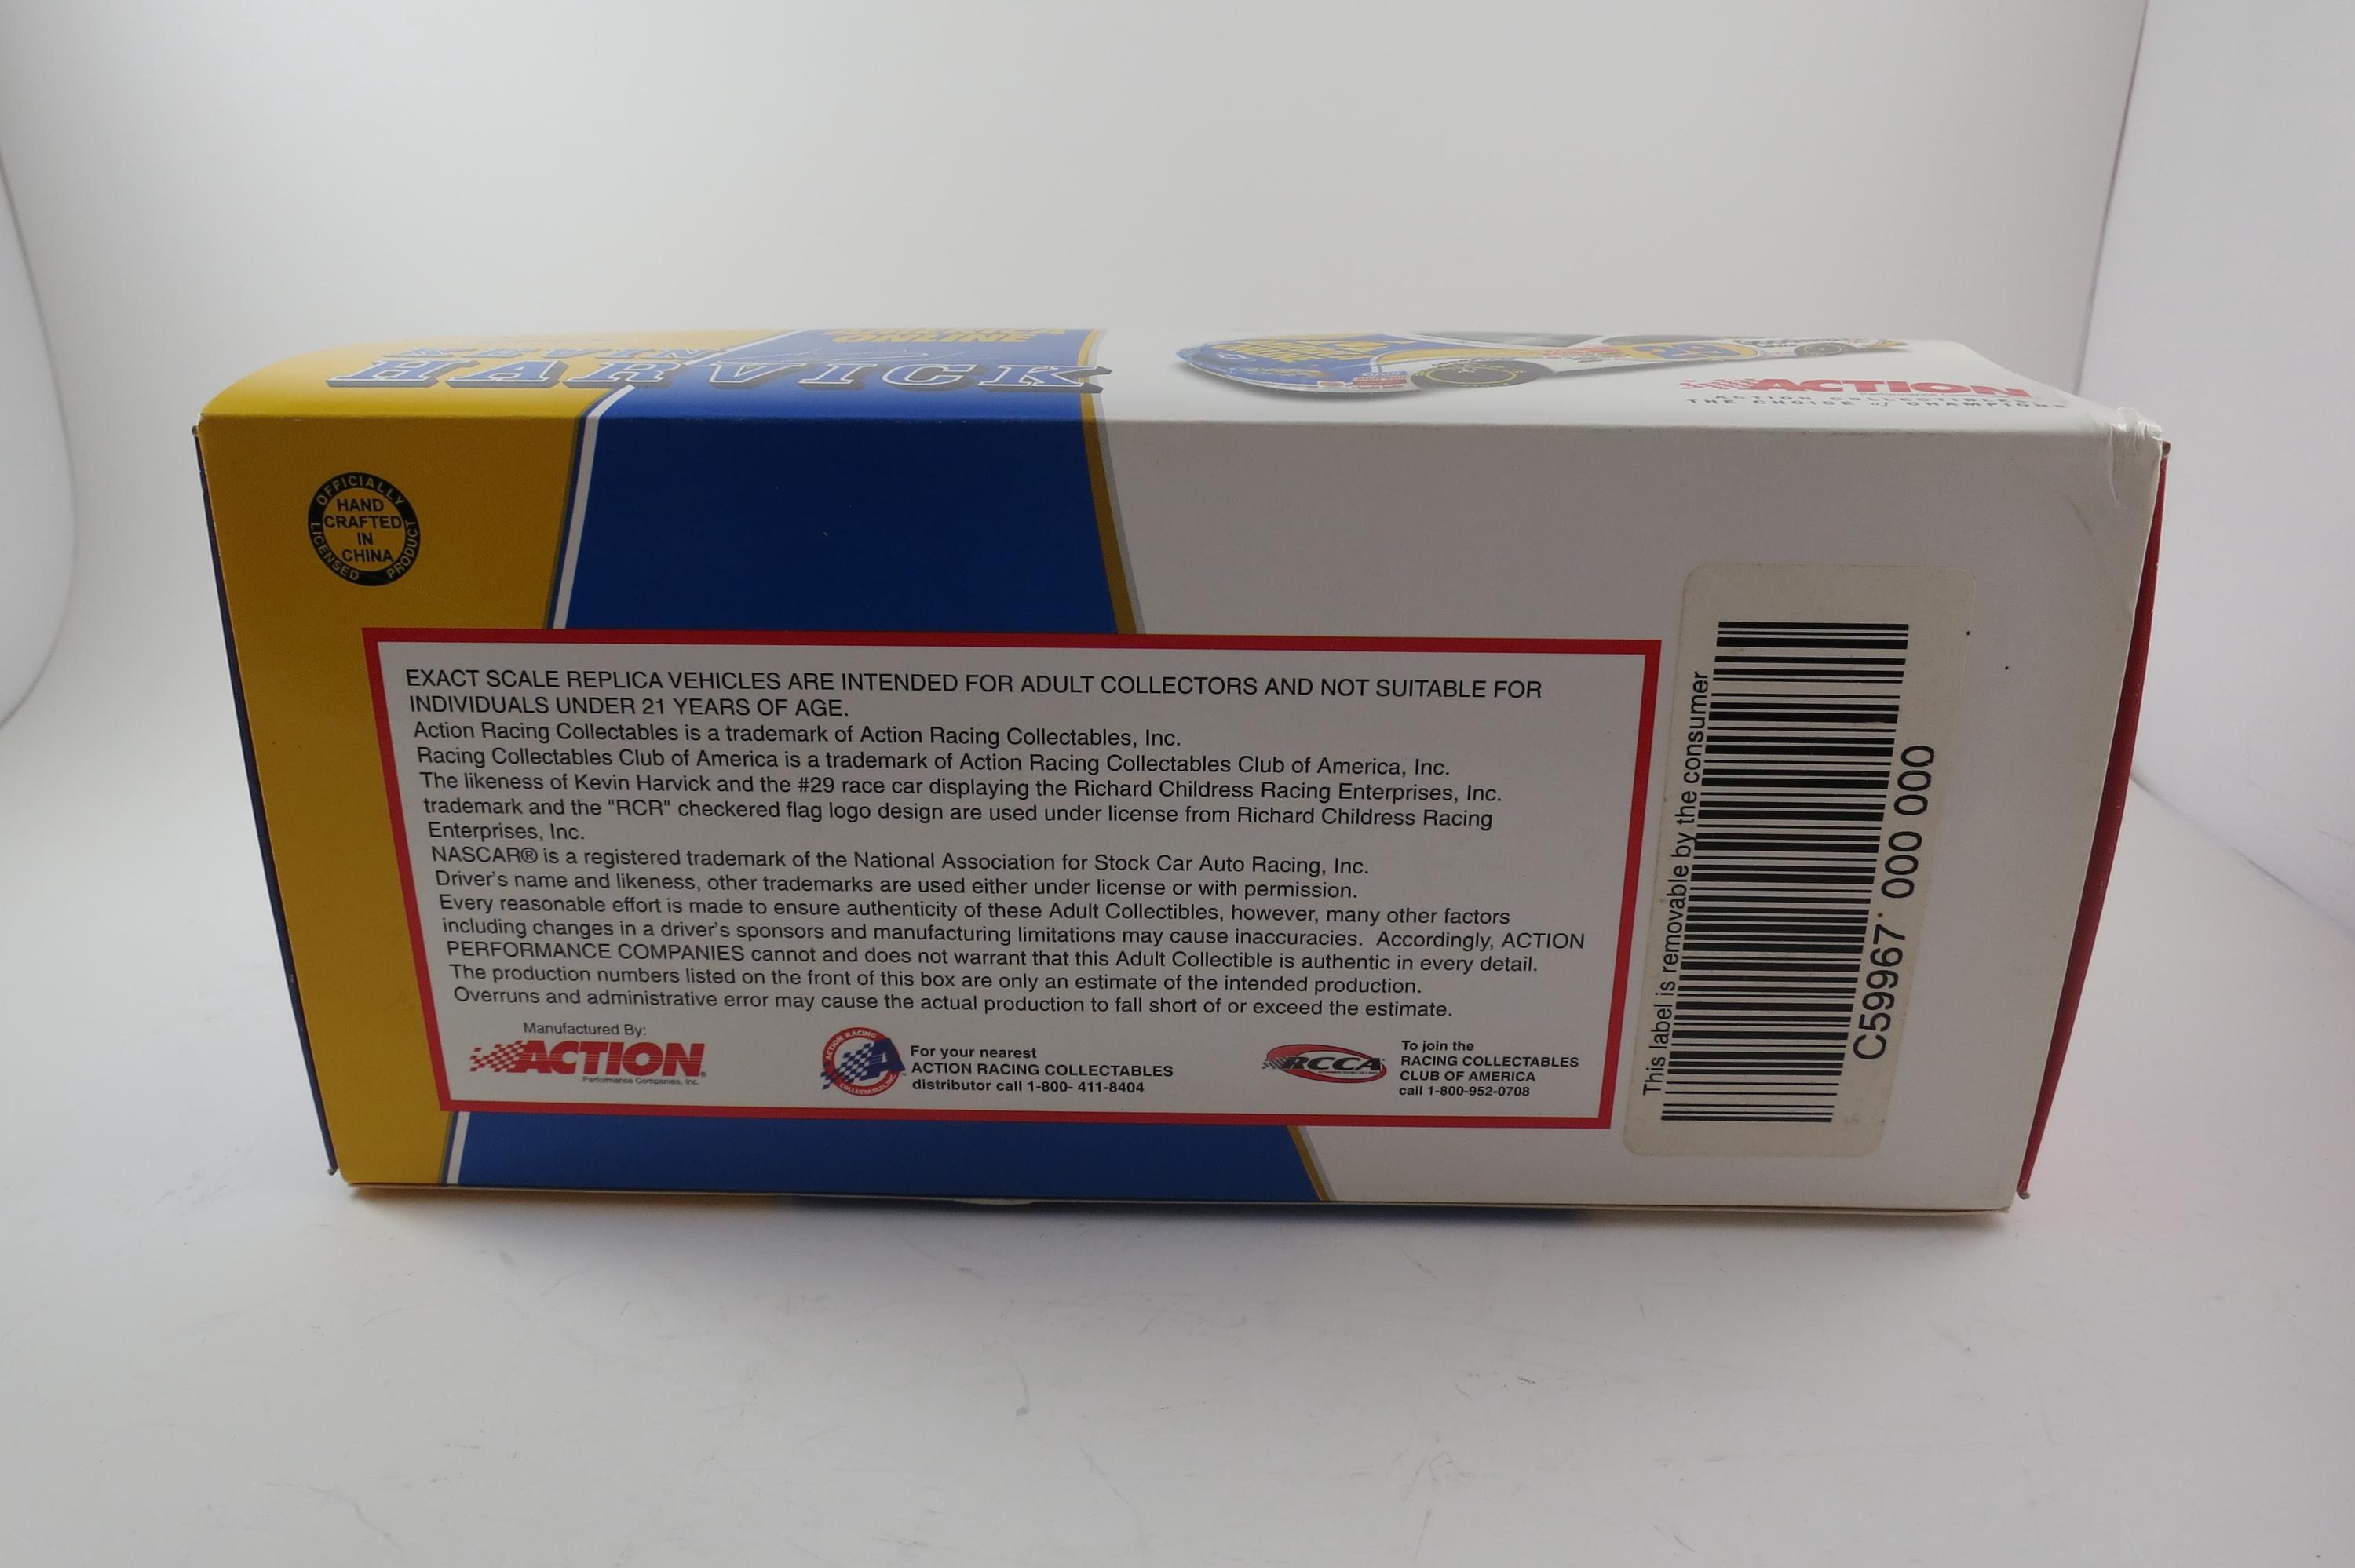 ONLINE
KEVIN
HARVICK
29
ACTION
ACTION COLLECTIBLES
THE CHOICE of CHAMPIONS
OFFICIALLY LICENSED PRODUCT
HAND
CRAFTED
IN
CHINA
EXACT SCALE REPLICA VEHICLES ARE INTENDED FOR ADULT COLLECTORS AND NOT SUITABLE FOR
INDIVIDUALS UNDER 21 YEARS OF AGE.
Action Racing Collectables is a trademark of Action Racing Collectables, Inc.
Racing Collectables Club of America is a trademark of Action Racing Collectables Club of America, Inc.
The likeness of Kevin Harvick and the #29 race car displaying the Richard Childress Racing Enterprises, Inc.
trademark and the "RCR" checkered flag logo design are used under license from Richard Childress Racing
Enterprises, Inc.
NASCAR® is a registered trademark of the National Association for Stock Car Auto Racing, Inc.
Driver's name and likeness, other trademarks are used either under license or with permission.
Every reasonable effort is made to ensure authenticity of these Adult Collectibles, however, many other factors
including changes in a driver's sponsors and manufacturing limitations may cause inaccuracies. Accordingly, ACTION
PERFORMANCE COMPANIES cannot and does not warrant that this Adult Collectible is authentic in every detail.
The production numbers listed on the front of this box are only an estimate of the intended production.
Overruns and administrative error may cause the actual production to fall short of or exceed the estimate.
Manufactured By:
ACTION
Performance Companies, Inc.
ACTION RACING
COLLECTABLES, INC.
For your nearest
ACTION RACING COLLECTABLES
distributor call 1-800- 411-8404
RCCA
To join the
RACING COLLECTABLES
CLUB OF AMERICA
call 1-800-952-0708
This label is removable by the consumer
C59967 000 000